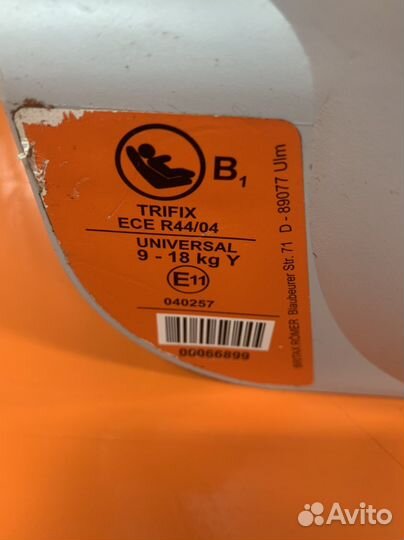 B1
TRIFIX
ECE R44/04
UNIVERSAL
9 - 18 kg Y
E11
040257
00066899
BRITAX RÖMER Blaubeurer Str. 71 D - 89077 Ulm
Avito